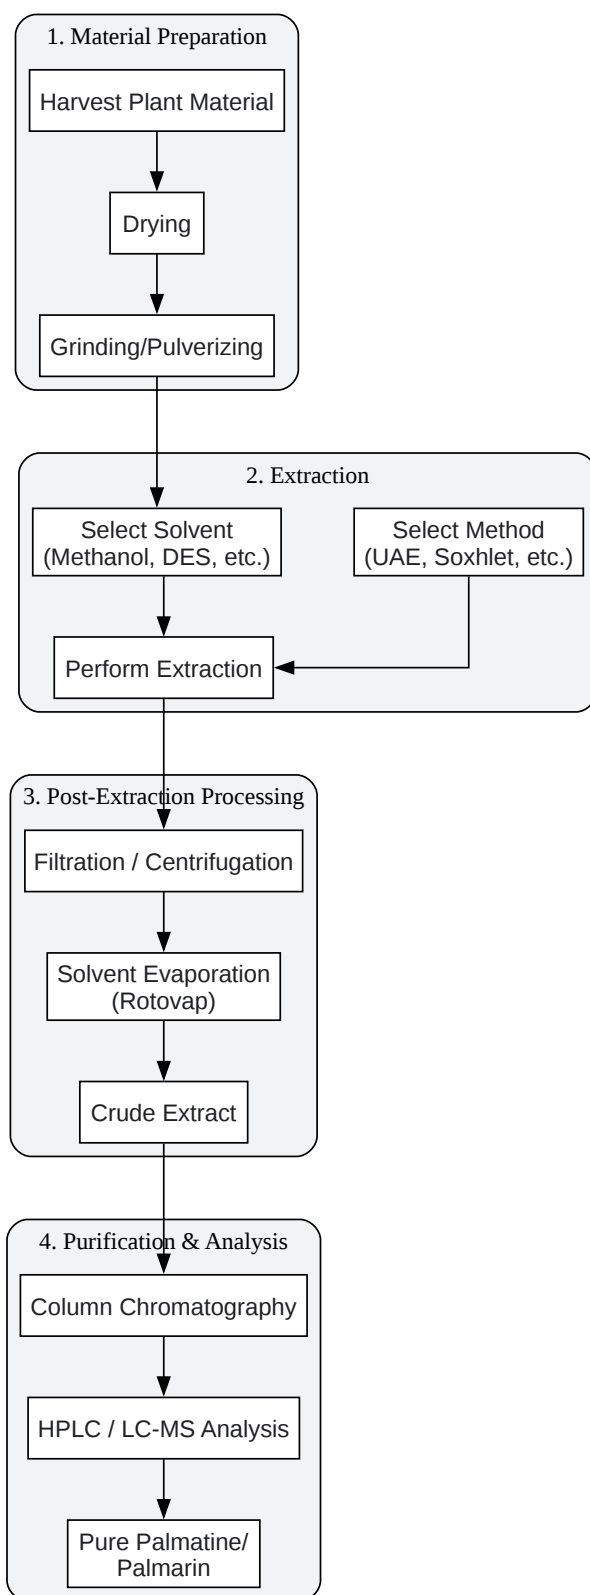 1. Material Preparation
Harvest Plant Material
Drying
Grinding/Pulverizing
2. Extraction
Select Solvent
(Methanol, DES, etc.)
Select Method
(UAE, Soxhlet, etc.)
Perform Extraction
3. Post-Extraction Processing
Filtration / Centrifugation
Solvent Evaporation
(Rotovap)
Crude Extract
4. Purification & Analysis
Column Chromatography
HPLC / LC-MS Analysis
Pure Palmatine/
Palmarin